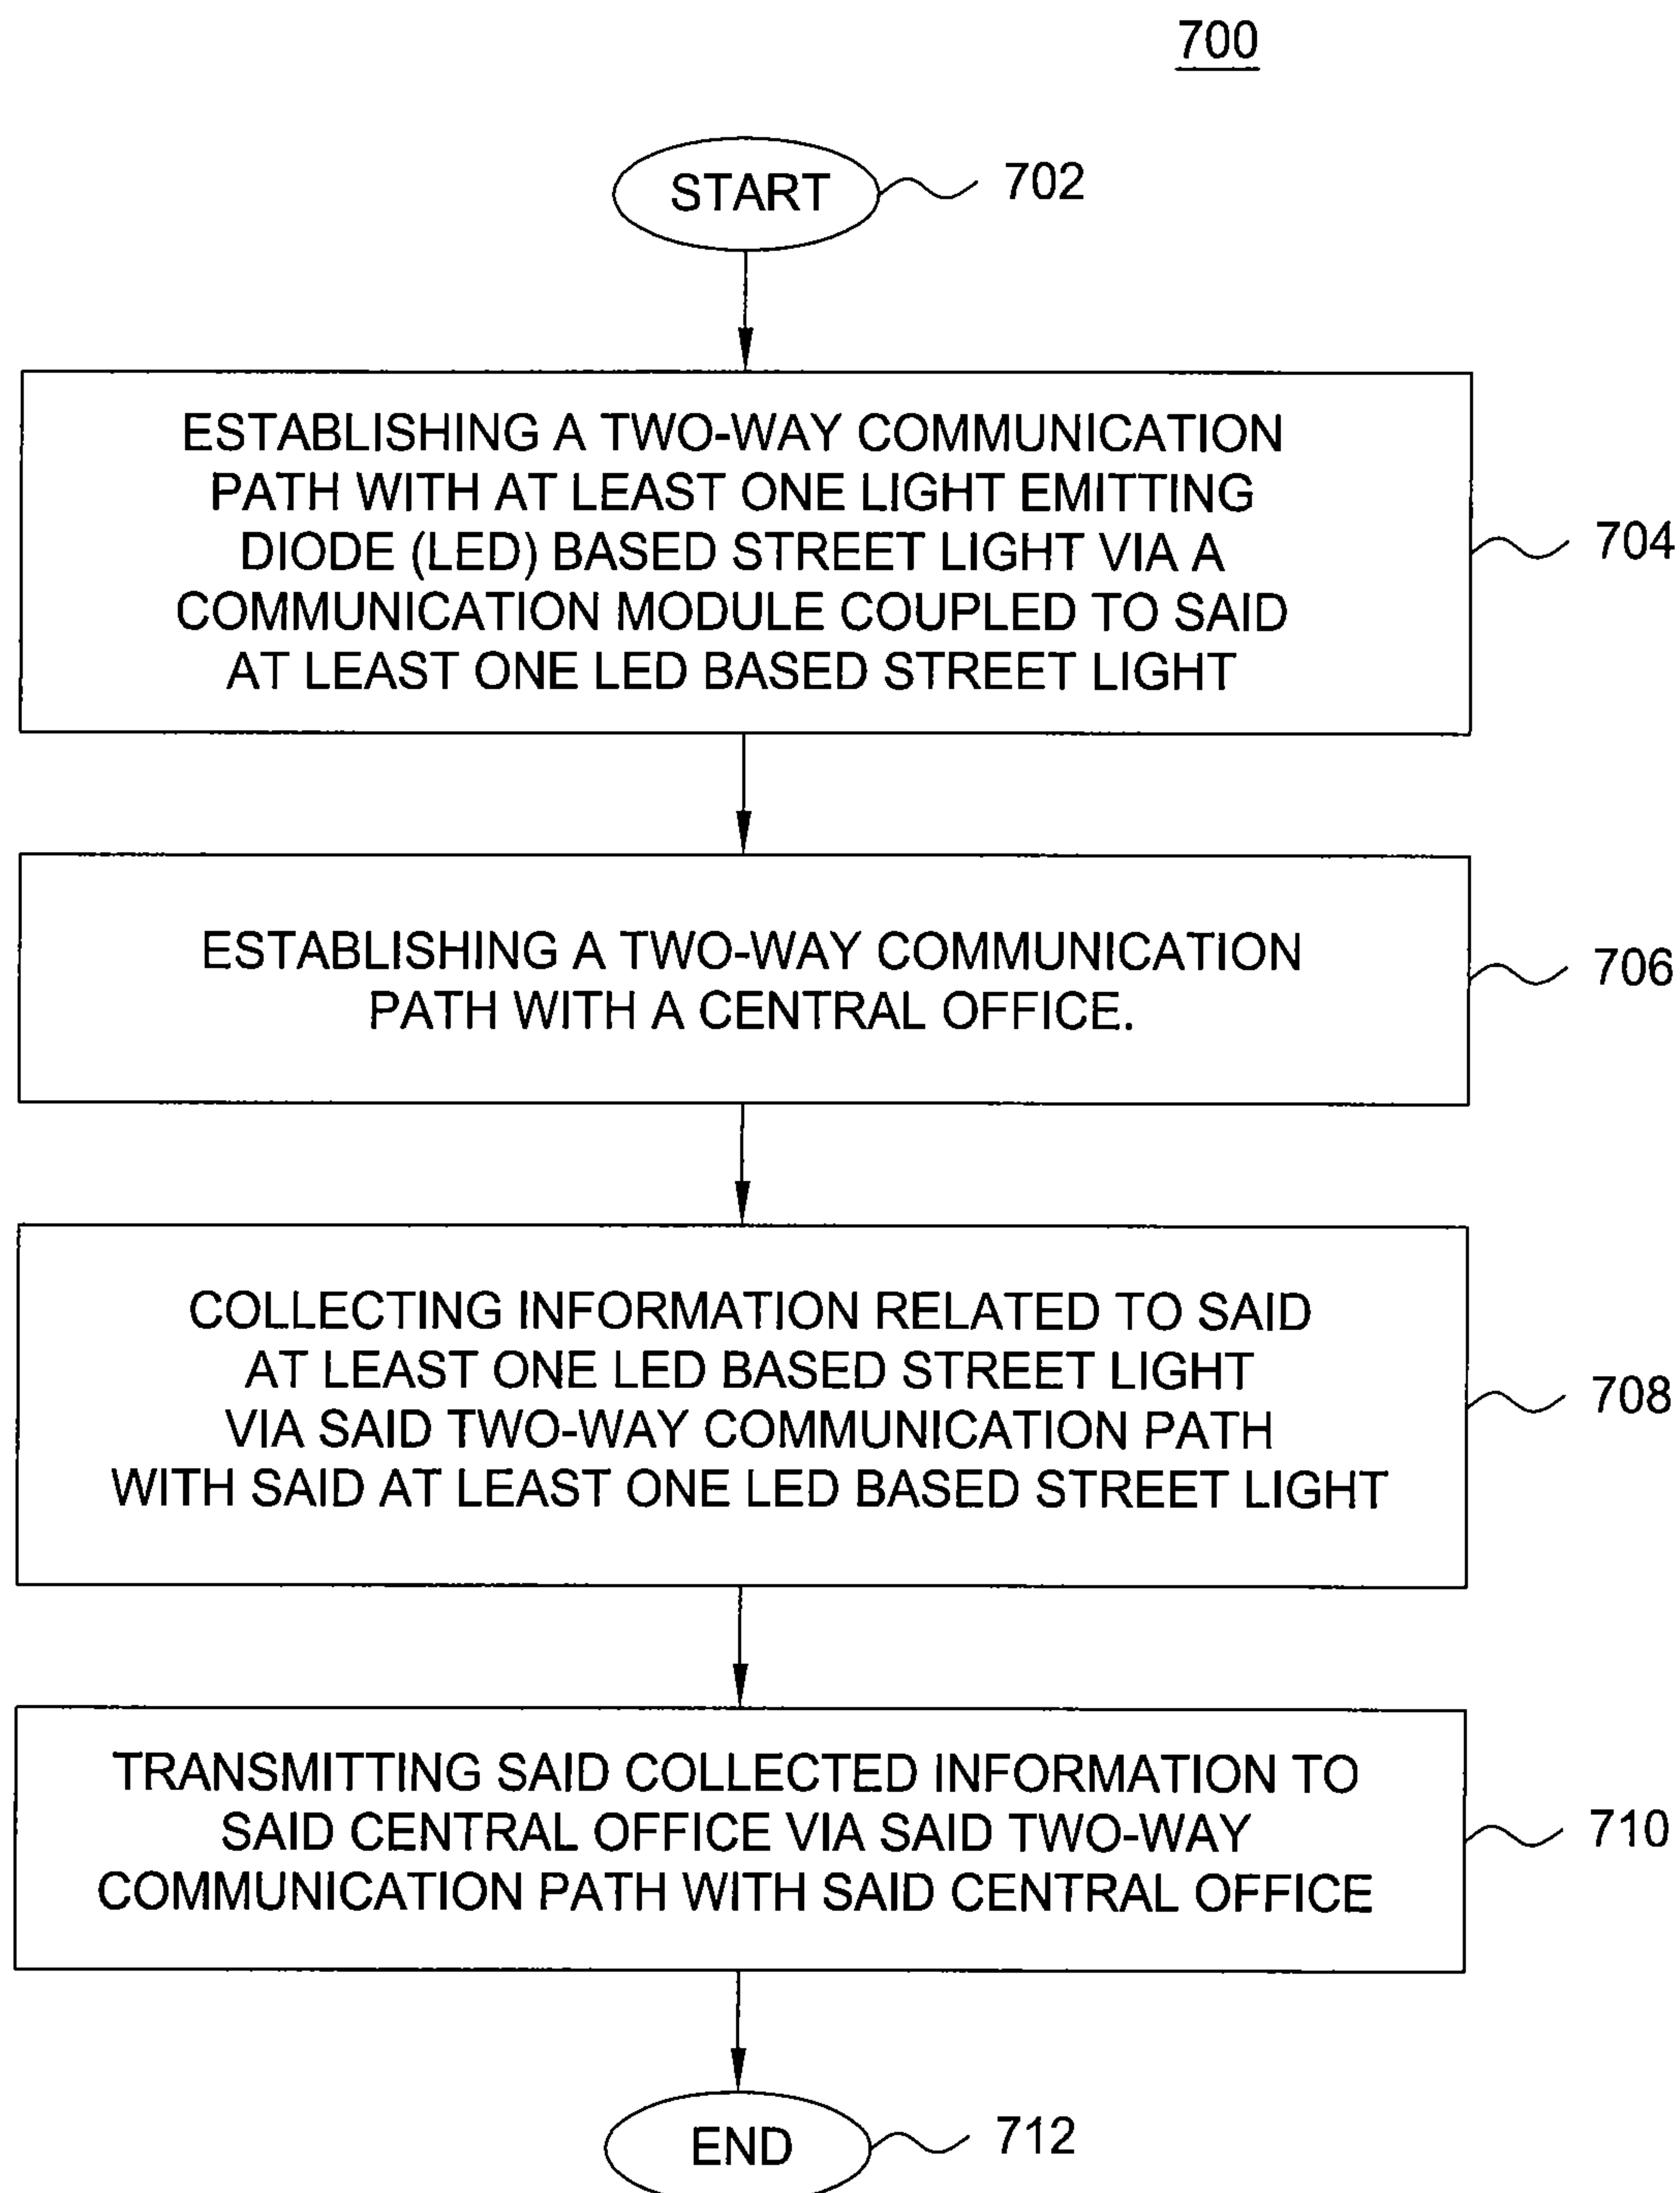 700
START
702
ESTABLISHING A TWO-WAY COMMUNICATION
PATH WITH AT LEAST ONE LIGHT EMITTING
DIODE (LED) BASED STREET LIGHT VIA A
COMMUNICATION MODULE COUPLED TO SAID
AT LEAST ONE LED BASED STREET LIGHT
704
ESTABLISHING A TWO-WAY COMMUNICATION
PATH WITH A CENTRAL OFFICE.
706
COLLECTING INFORMATION RELATED TO SAID
AT LEAST ONE LED BASED STREET LIGHT
VIA SAID TWO-WAY COMMUNICATION PATH
WITH SAID AT LEAST ONE LED BASED STREET LIGHT
708
TRANSMITTING SAID COLLECTED INFORMATION TO
SAID CENTRAL OFFICE VIA SAID TWO-WAY
COMMUNICATION PATH WITH SAID CENTRAL OFFICE
710
END
712